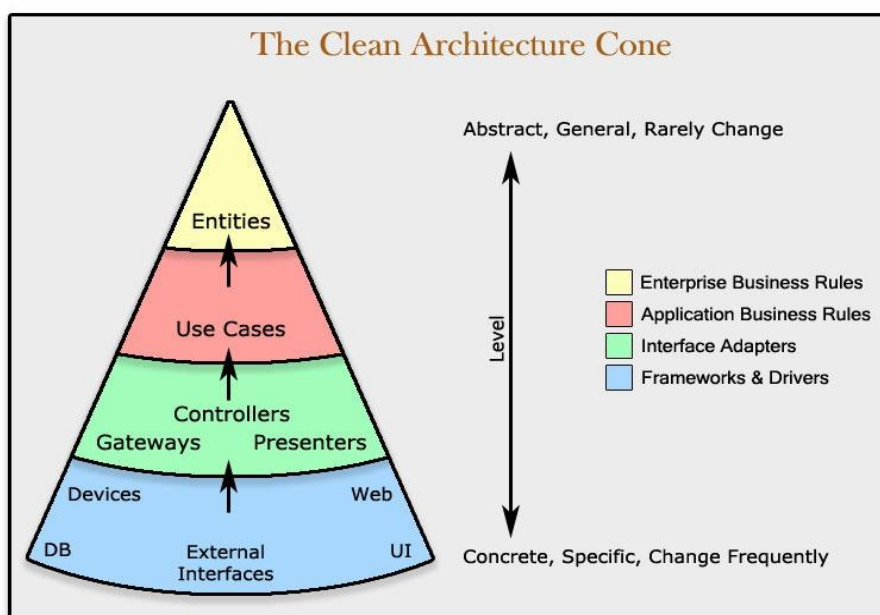 The Clean Architecture Cone
Abstract, General, Rarely Change
Entities
Use Cases
Controllers
Gateways Presenters
Devices Web
DB External UI
Interfaces
Level
Enterprise Business Rules
Application Business Rules
Interface Adapters
Frameworks & Drivers
Concrete, Specific, Change Frequently